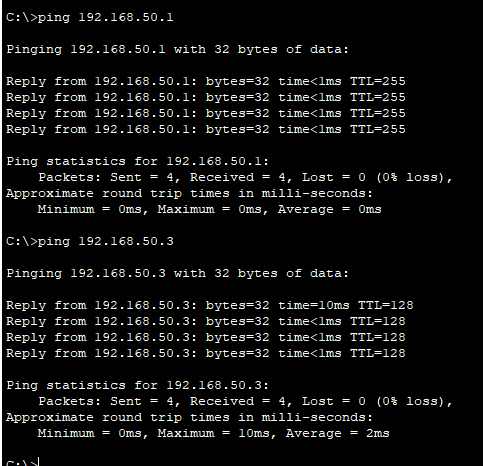 C:\>ping 192.168.50.1
Pinging 192.168.50.1 with 32 bytes of data:
Reply from 192.168.50.1: bytes=32 time<1ms TTL=255
Reply from 192.168.50.1: bytes=32 time<1ms TTL=255
Reply from 192.168.50.1: bytes=32 time<1ms TTL=255
Reply from 192.168.50.1: bytes=32 time<1ms TTL=255
Ping statistics for 192.168.50.1:
    Packets: Sent = 4, Received = 4, Lost = 0 (0% loss),
Approximate round trip times in milli-seconds:
    Minimum = 0ms, Maximum = 0ms, Average = 0ms
C:\>ping 192.168.50.3
Pinging 192.168.50.3 with 32 bytes of data:
Reply from 192.168.50.3: bytes=32 time=10ms TTL=128
Reply from 192.168.50.3: bytes=32 time<1ms TTL=128
Reply from 192.168.50.3: bytes=32 time<1ms TTL=128
Reply from 192.168.50.3: bytes=32 time<1ms TTL=128
Ping statistics for 192.168.50.3:
    Packets: Sent = 4, Received = 4, Lost = 0 (0% loss),
Approximate round trip times in milli-seconds:
    Minimum = 0ms, Maximum = 10ms, Average = 2ms
C:\>